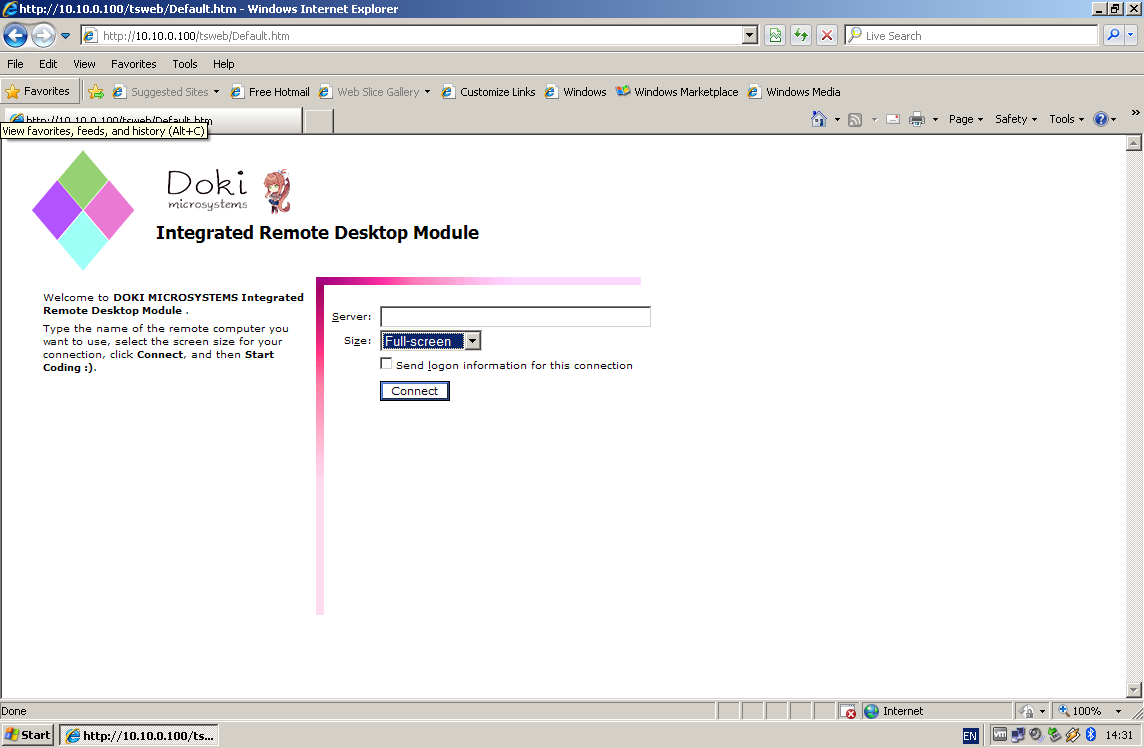 http://10.10.0.100/tsweb/Default.htm - Windows Internet Explorer
http://10.10.0.100/tsweb/Default.htm
Live Search
File Edit View Favorites Tools Help
Favorites Suggested Sites Free Hotmail Web Slice Gallery Customize Links Windows Windows Marketplace Windows Media
http://10.10.0.100/tsweb/Default.htm
Page Safety Tools
View favorites, feeds, and history (Alt+C)
Doki
microsystems
Integrated Remote Desktop Module
Welcome to DOKI MICROSYSTEMS Integrated
Remote Desktop Module .
Type the name of the remote computer you
want to use, select the screen size for your
connection, click Connect, and then Start
Coding :).
Server:
Size: Full-screen
Send logon information for this connection
Connect
Done
Internet
100%
Start
http://10.10.0.100/ts...
EN
vm
14:31